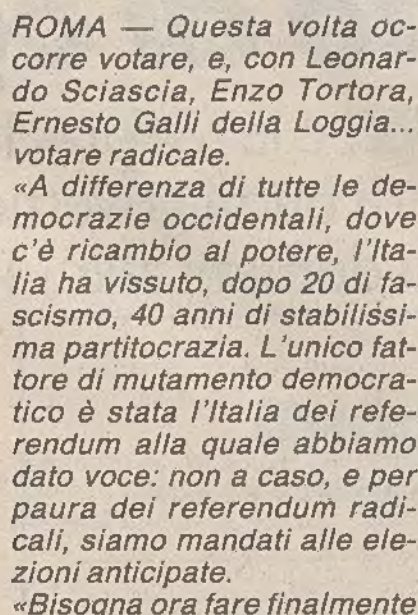 ROMA — Questa volta oc-
corre votare, e, con Leonar-
do Sciascia, Enzo Tortora,
Ernesto Galli della Loggia...
votare radicale.
«A differenza di tutte le de-
mocrazie occidentali, dove
c'è ricambio al potere, l'Ita-
lia ha vissuto, dopo 20 di fa-
scismo, 40 anni di stabilissi-
ma partitocrazia. L'unico fat-
tore di mutamento democra-
tico è stata l'Italia dei refe-
rendum alla quale abbiamo
dato voce: non a caso, e per
paura dei referendum radi-
cali, siamo mandati alle ele-
zioni anticipate.
«Bisogna ora fare finalmente